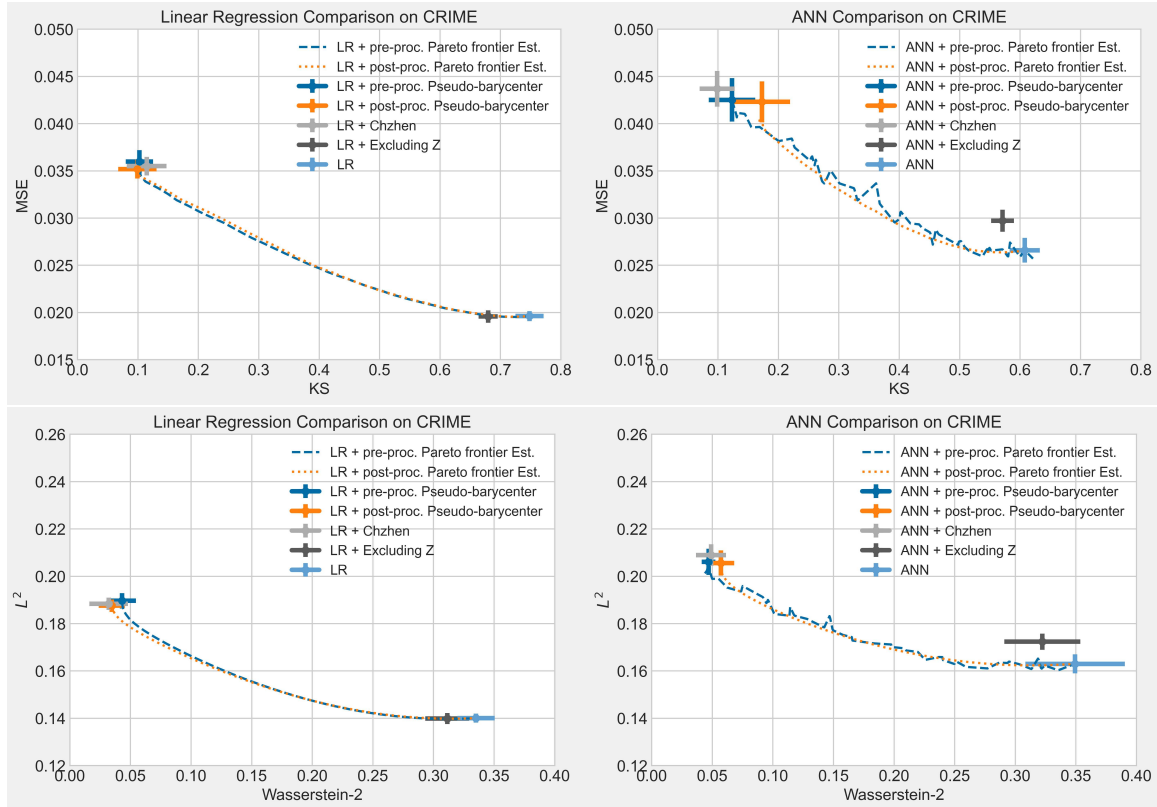 Linear Regression Comparison on CRIME
0.050
0.045
0.040
0.035
0.030
0.025
0.020
0.015
MSE
LR + pre-proc. Pareto frontier Est.
LR + post-proc. Pareto frontier Est.
LR + pre-proc. Pseudo-barycenter
LR + post-proc. Pseudo-barycenter
LR + Chzhen
LR + Excluding Z
LR
0.0 0.1 0.2 0.3 0.4 0.5 0.6 0.7 0.8
KS
ANN Comparison on CRIME
0.050
0.045
0.040
0.035
0.030
0.025
0.020
0.015
MSE
ANN + pre-proc. Pareto frontier Est.
ANN + post-proc. Pareto frontier Est.
ANN + pre-proc. Pseudo-barycenter
ANN + post-proc. Pseudo-barycenter
ANN + Chzhen
ANN + Excluding Z
ANN
0.0 0.1 0.2 0.3 0.4 0.5 0.6 0.7 0.8
KS
Linear Regression Comparison on CRIME
0.26
0.24
0.22
0.20
0.18
0.16
0.14
0.12
L²
LR + pre-proc. Pareto frontier Est.
LR + post-proc. Pareto frontier Est.
LR + pre-proc. Pseudo-barycenter
LR + post-proc. Pseudo-barycenter
LR + Chzhen
LR + Excluding Z
LR
0.00 0.05 0.10 0.15 0.20 0.25 0.30 0.35 0.40
Wasserstein-2
ANN Comparison on CRIME
0.26
0.24
0.22
0.20
0.18
0.16
0.14
0.12
L²
ANN + pre-proc. Pareto frontier Est.
ANN + post-proc. Pareto frontier Est.
ANN + pre-proc. Pseudo-barycenter
ANN + post-proc. Pseudo-barycenter
ANN + Chzhen
ANN + Excluding Z
ANN
0.00 0.05 0.10 0.15 0.20 0.25 0.30 0.35 0.40
Wasserstein-2